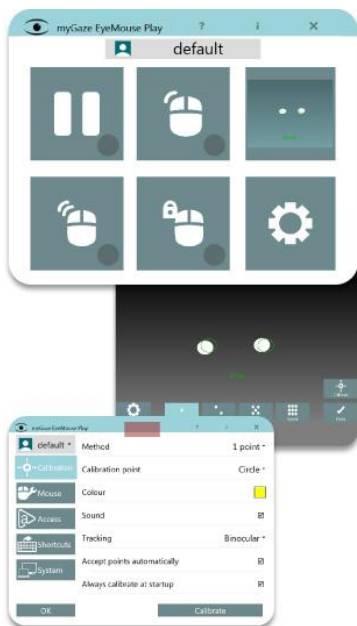 myGaze EyeMouse Play ? i ×
default
Calibrate
myGaze EyeMouse Play ? i ×
default
Method 1 point
Calibration
Calibration point Circle
Mouse
Colour
Access
Sound
Shortcuts
Tracking Binocular
System
Accept points automatically
Always calibrate at startup
OK Calibrate